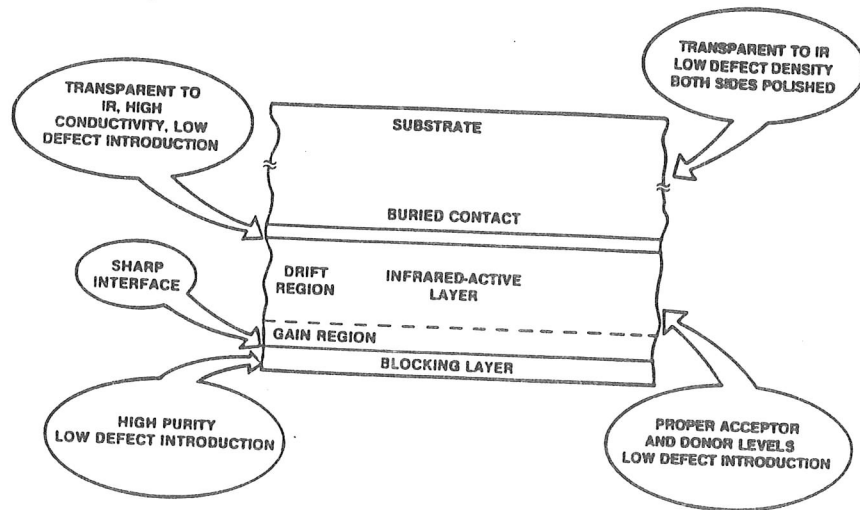 TRANSPARENT TO
IR, HIGH
CONDUCTIVITY, LOW
DEFECT INTRODUCTION
TRANSPARENT TO IR
LOW DEFECT DENSITY
BOTH SIDES POLISHED
SUBSTRATE
BURIED CONTACT
SHARP
INTERFACE
DRIFT
REGION
INFRARED-ACTIVE
LAYER
GAIN REGION
BLOCKING LAYER
HIGH PURITY
LOW DEFECT INTRODUCTION
PROPER ACCEPTOR
AND DONOR LEVELS
LOW DEFECT INTRODUCTION